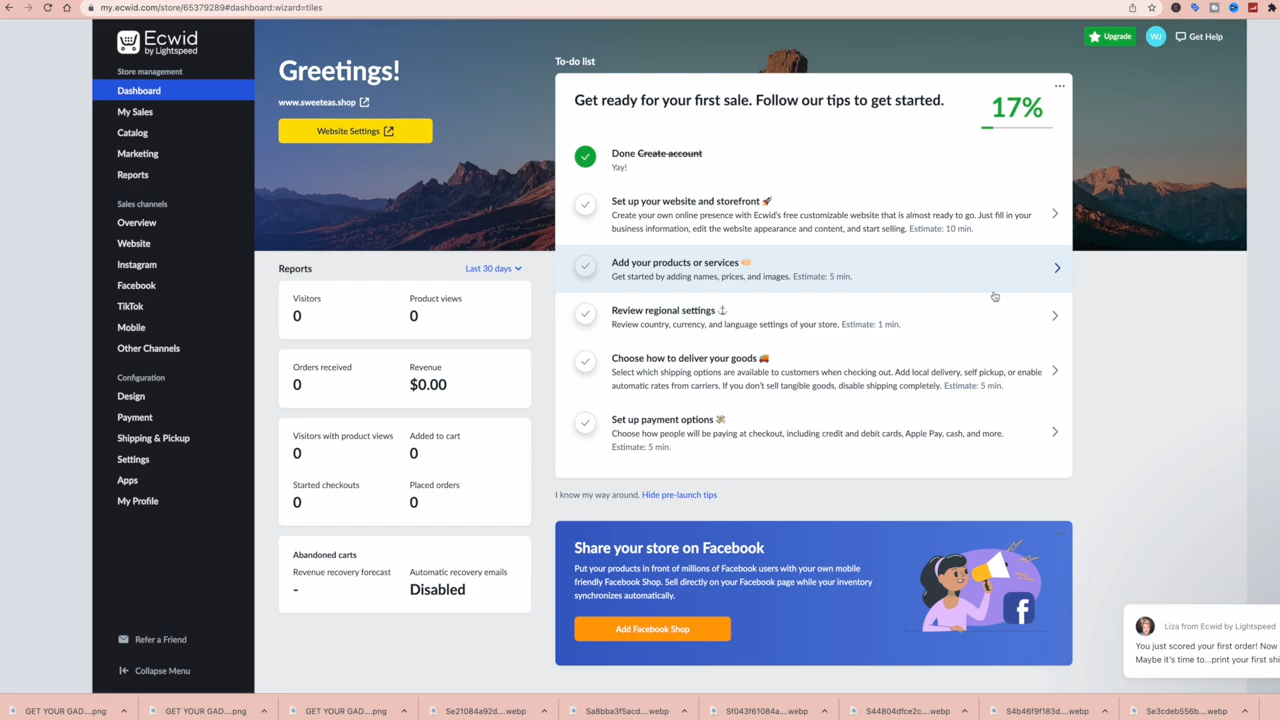 my.ecwid.com/store/65379289#dashboard:wizard=tiles
Ecwid
by Lightspeed
Store management
Dashboard
My Sales
Catalog
Marketing
Reports
Sales channels
Overview
Website
Instagram
Facebook
TikTok
Mobile
Other Channels
Configuration
Design
Payment
Shipping & Pickup
Settings
Apps
My Profile
Refer a Friend
Collapse Menu
Greetings!
www.sweeteas.shop
Website Settings
Upgrade
WJ
Get Help
To-do list
Get ready for your first sale. Follow our tips to get started.
17%
Done Create account
Yay!
Set up your website and storefront
Create your own online presence with Ecwid's free customizable website that is almost ready to go. Just fill in your
business information, edit the website appearance and content, and start selling. Estimate: 10 min.
Add your products or services
Get started by adding names, prices, and images. Estimate: 5 min.
Review regional settings
Review country, currency, and language settings of your store. Estimate: 1 min.
Choose how to deliver your goods
Select which shipping options are available to customers when checking out. Add local delivery, self pickup, or enable
automatic rates from carriers. If you don't sell tangible goods, disable shipping completely. Estimate: 5 min.
Set up payment options
Choose how people will be paying at checkout, including credit and debit cards, Apple Pay, cash, and more.
Estimate: 5 min.
I know my way around. Hide pre-launch tips
Reports
Last 30 days
Visitors
0
Product views
0
Orders received
0
Revenue
$0.00
Visitors with product views
0
Added to cart
0
Started checkouts
0
Placed orders
0
Abandoned carts
Revenue recovery forecast
-
Automatic recovery emails
Disabled
Share your store on Facebook
Put your products in front of millions of Facebook users with your own mobile
friendly Facebook Shop. Sell directly on your Facebook page while your inventory
synchronizes automatically.
Add Facebook Shop
Liza from Ecwid by Lightspeed
You just scored your first order! Now
Maybe it's time to...print your first shi
GET YOUR GAD....png
GET YOUR GAD....png
GET YOUR GAD....png
Se21084a92d....webp
Sa8bba3f5acd....webp
Sf043f61084a....webp
S44804dfce2c....webp
S4b46f9f183d....webp
Se3cdeb556b....webp